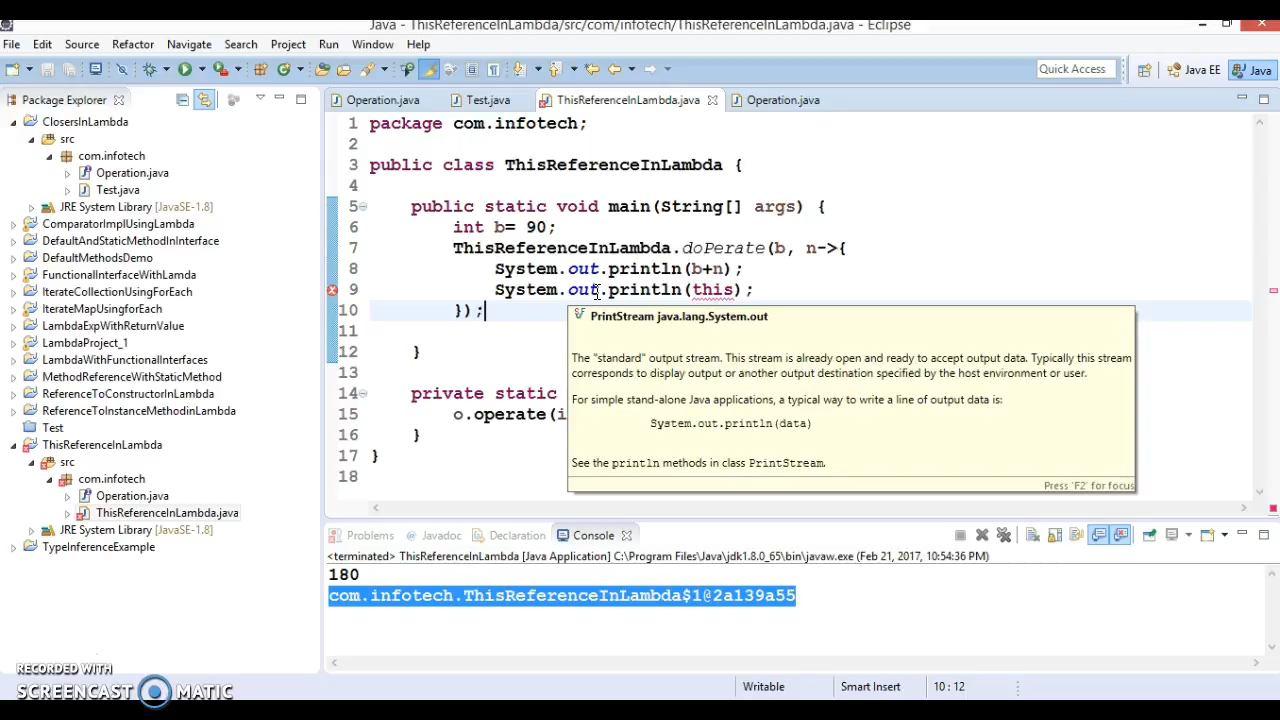 Java - ThisReferenceInLambda/src/com/infotech/ThisReferenceInLambda.java - Eclipse
File Edit Source Refactor Navigate Search Project Run Window Help
Quick Access Java EE Java
Package Explorer
ClosersInLambda
src
com.infotech
Operation.java
Test.java
JRE System Library [JavaSE-1.8]
ComparatorImplUsingLambda
DefaultAndStaticMethodInInterface
DefaultMethodsDemo
FunctionalInterfaceWithLamda
IterateCollectionUsingForEach
IterateMapUsingforEach
LambdaExpWithReturnValue
LambdaProject_1
LambdaWithFunctionalInterfaces
MethodReferenceWithStaticMethod
ReferenceToConstructorInLambda
ReferenceToInstanceMethodinLambda
Test
ThisReferenceInLambda
src
com.infotech
Operation.java
ThisReferenceInLambda.java
JRE System Library [JavaSE-1.8]
TypeInferenceExample
Operation.java Test.java ThisReferenceInLambda.java Operation.java
1 package com.infotech;
2
3 public class ThisReferenceInLambda {
4
5 public static void main(String[] args) {
6 int b= 90;
7 ThisReferenceInLambda.doPerate(b, n->{
8 System.out.println(b+n);
9 System.out.println(this);
10 });
11
12 }
13
14 private static
15 o.operate(i
16 }
17 }
18
PrintStream java.lang.System.out
The "standard" output stream. This stream is already open and ready to accept output data. Typically this stream
corresponds to display output or another output destination specified by the host environment or user.
For simple stand-alone Java applications, a typical way to write a line of output data is:
System.out.println(data)
See the println methods in class PrintStream.
Press 'F2' for focus
Problems Javadoc Declaration Console
<terminated> ThisReferenceInLambda [Java Application] C:\Program Files\Java\jdk1.8.0_65\bin\javaw.exe (Feb 21, 2017, 10:54:36 PM)
180
com.infotech.ThisReferenceInLambda$1@2a139a55
Writable Smart Insert 10 : 12
RECORDED WITH
SCREENCAST MATIC